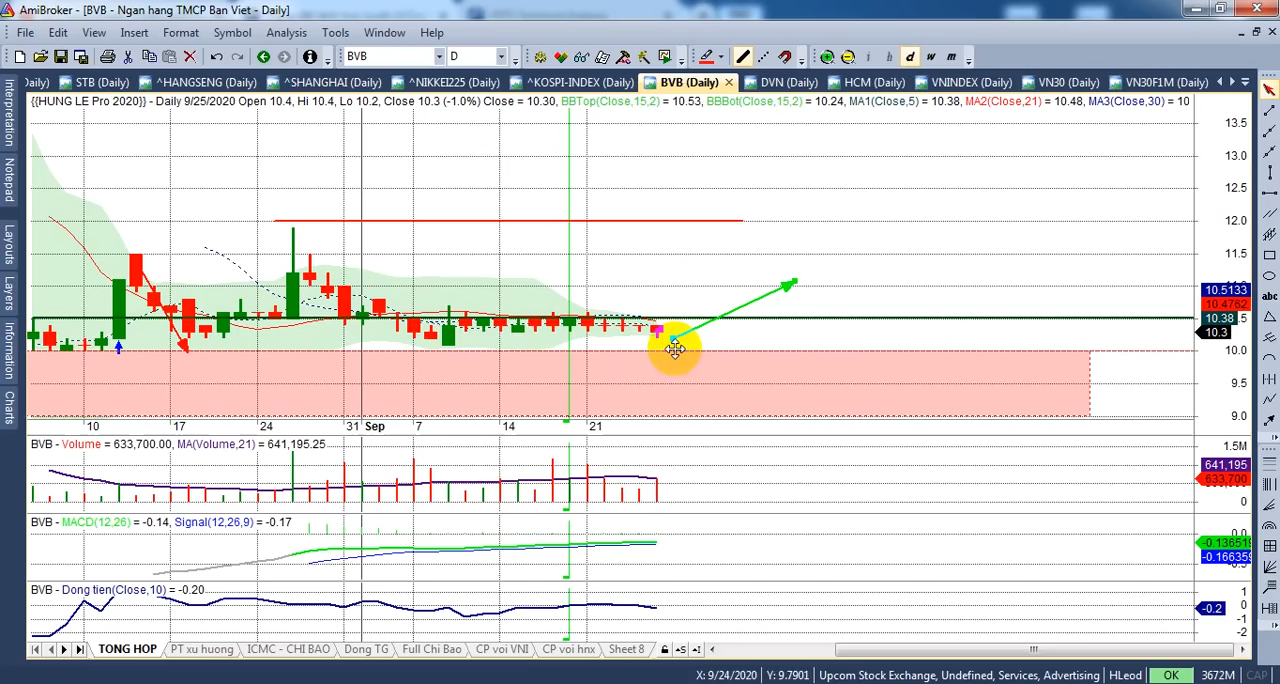 AmiBroker - [BVB - Ngan hang TMCP Ban Viet - Daily]
File Edit View Insert Format Symbol Analysis Tools Window Help
BVB D i h d w m
Daily) STB (Daily) ^HANGSENG (Daily) ^SHANGHAI (Daily) ^NIKKEI225 (Daily) ^KOSPI-INDEX (Daily) BVB (Daily) DVN (Daily) HCM (Daily) VNINDEX (Daily) VN30 (Daily) VN30F1M (Daily)
{{HUNG LE Pro 2020}} - Daily 9/25/2020 Open 10.4, Hi 10.4, Lo 10.2, Close 10.3 (-1.0%) Close = 10.30, BBTop(Close,15,2) = 10.53, BBBot(Close,15,2) = 10.24, MA1(Close,5) = 10.38, MA2(Close,21) = 10.48, MA3(Close,30) = 10
Interpretation
Notepad
Layouts
Layers
Information
Charts
13.5
13.0
12.5
12.0
11.5
10.5133
10.4762
10.38
10.3
10.0
9.5
9.0
10 17 24 31 Sep 7 14 21
BVB - Volume = 633,700.00, MA(Volume,21) = 641,195.25
1.5M
641,195
633,700
0
BVB - MACD(12,26) = -0.14, Signal(12,26,9) = -0.17
0.0
-0.136519
-0.166359
BVB - Dong tien(Close,10) = -0.20
1
0
-0.2
-1
-2
TONG HOP PT xu huong ICMC - CHI BAO Dong TG Full Chi Bao CP voi VNI CP voi hnx Sheet 8
X: 9/24/2020 Y: 9.7901 Upcom Stock Exchange, Undefined, Services, Advertising HLeod OK 3672M CAP